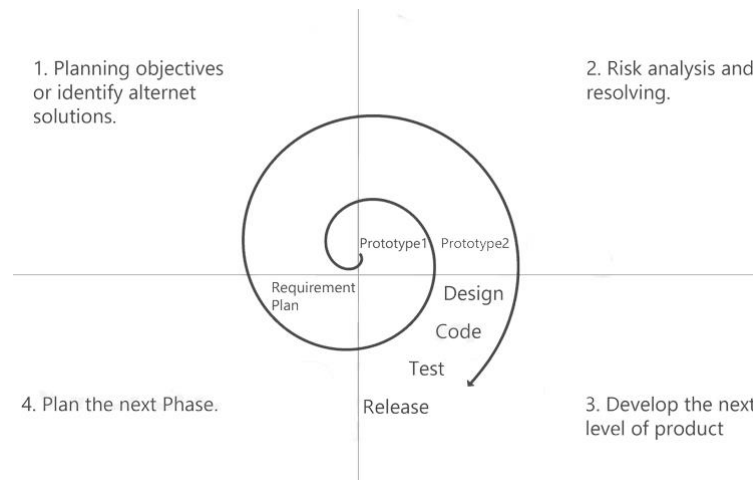 1. Planning objectives
or identify alternet
solutions.
2. Risk analysis and
resolving.
Prototype1
Prototype2
Requirement
Plan
Design
Code
Test
Release
4. Plan the next Phase.
3. Develop the next
level of product